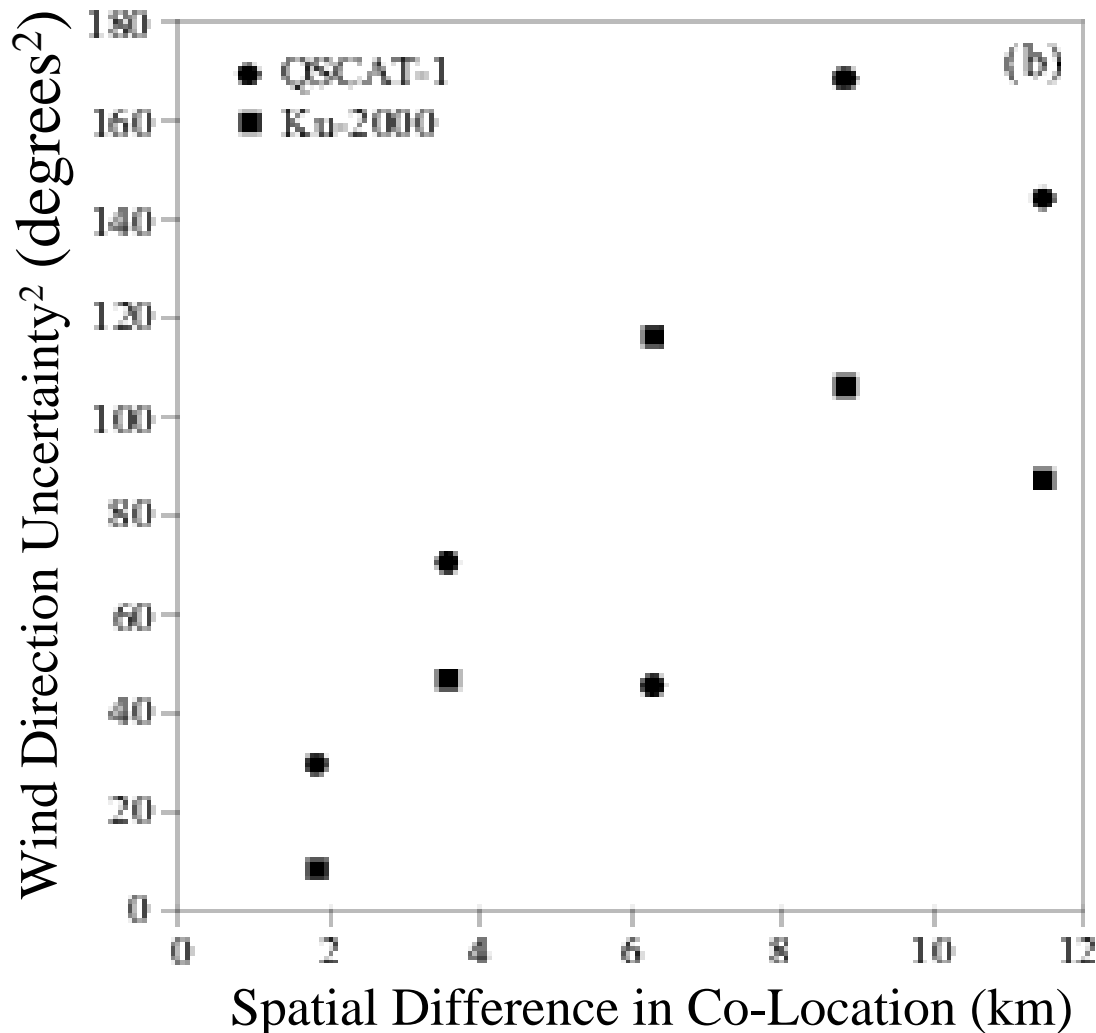 Wind Direction Uncertainty² (degrees²)
180
160
140
120
100
80
60
40
20
0
QSCAT-1
Ku-2000
(b)
0 2 4 6 8 10 12
Spatial Difference in Co-Location (km)